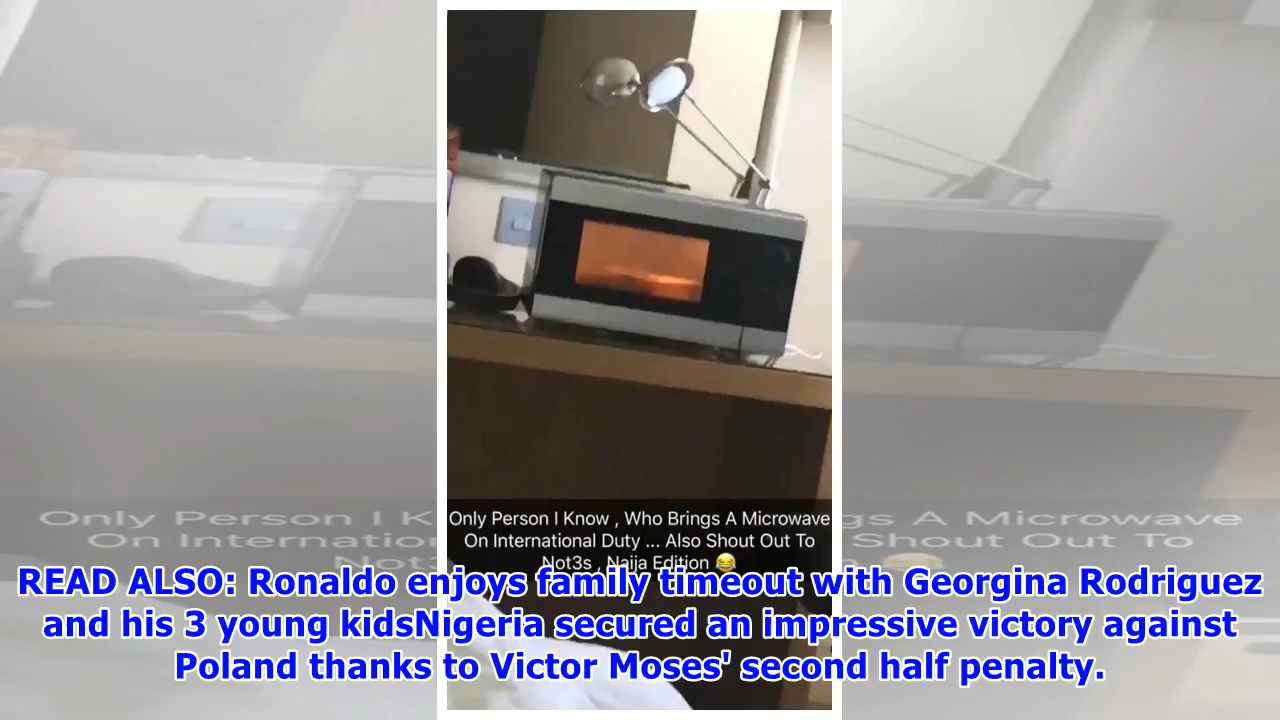 Only Person I Know , Who Brings A Microwave
On International Duty ... Also Shout Out To
Not3s , Naija Edition 😂
READ ALSO: Ronaldo enjoys family timeout with Georgina Rodriguez
and his 3 young kidsNigeria secured an impressive victory against
Poland thanks to Victor Moses' second half penalty.